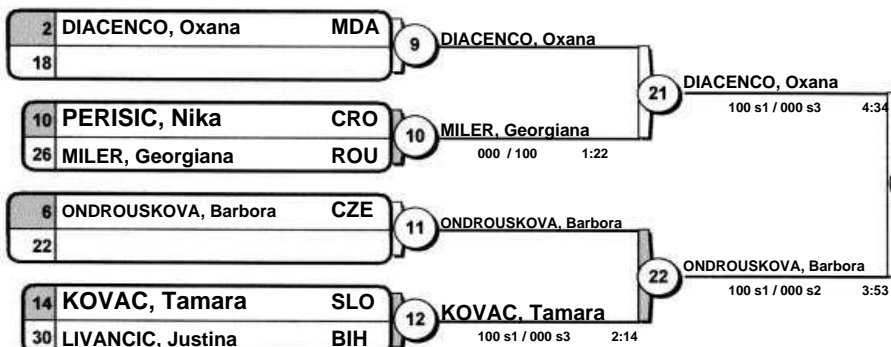 2 DIACENCO, Oxana MDA
18
9
DIACENCO, Oxana
10 PERISIC, Nika CRO
26 MILER, Georgiana ROU
10
MILER, Georgiana
000 / 100 1:22
21
DIACENCO, Oxana
100 s1 / 000 s3 4:34
6 ONDROUSKOVA, Barbora CZE
22
11
ONDROUSKOVA, Barbora
14 KOVAC, Tamara SLO
30 LIVANCIC, Justina BIH
12
KOVAC, Tamara
100 s1 / 000 s3 2:14
22
ONDROUSKOVA, Barbora
100 s1 / 000 s2 3:53